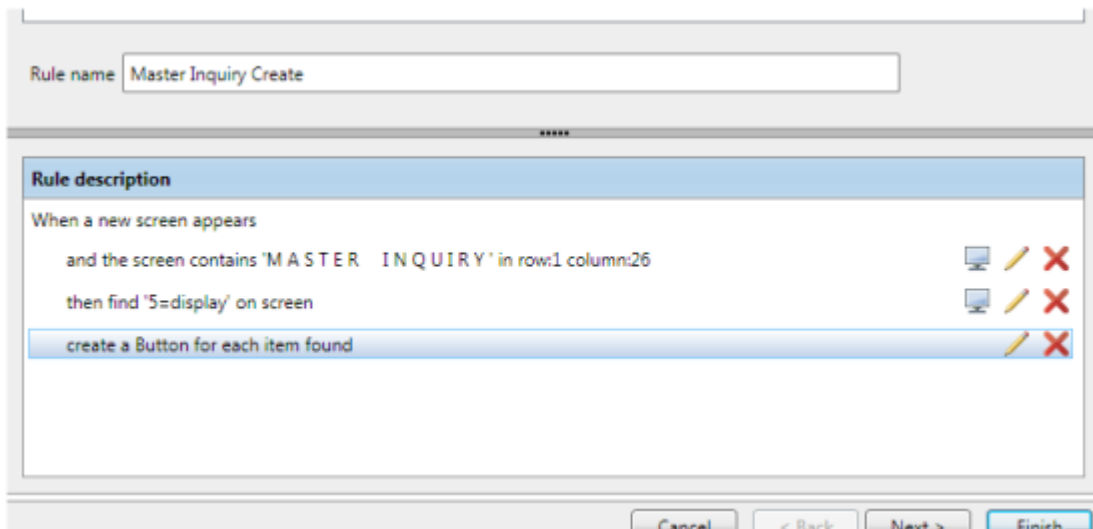 Rule name Master Inquiry Create
Rule description
When a new screen appears
and the screen contains 'M A S T E R   I N Q U I R Y ' in row:1 column:26
then find '5=display' on screen
create a Button for each item found
Cancel < Back Next > Finish